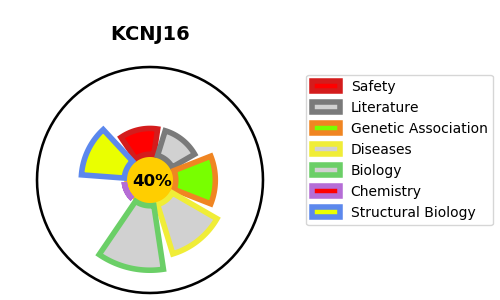 KCNJ16
40%
Safety
Literature
Genetic Association
Diseases
Biology
Chemistry
Structural Biology